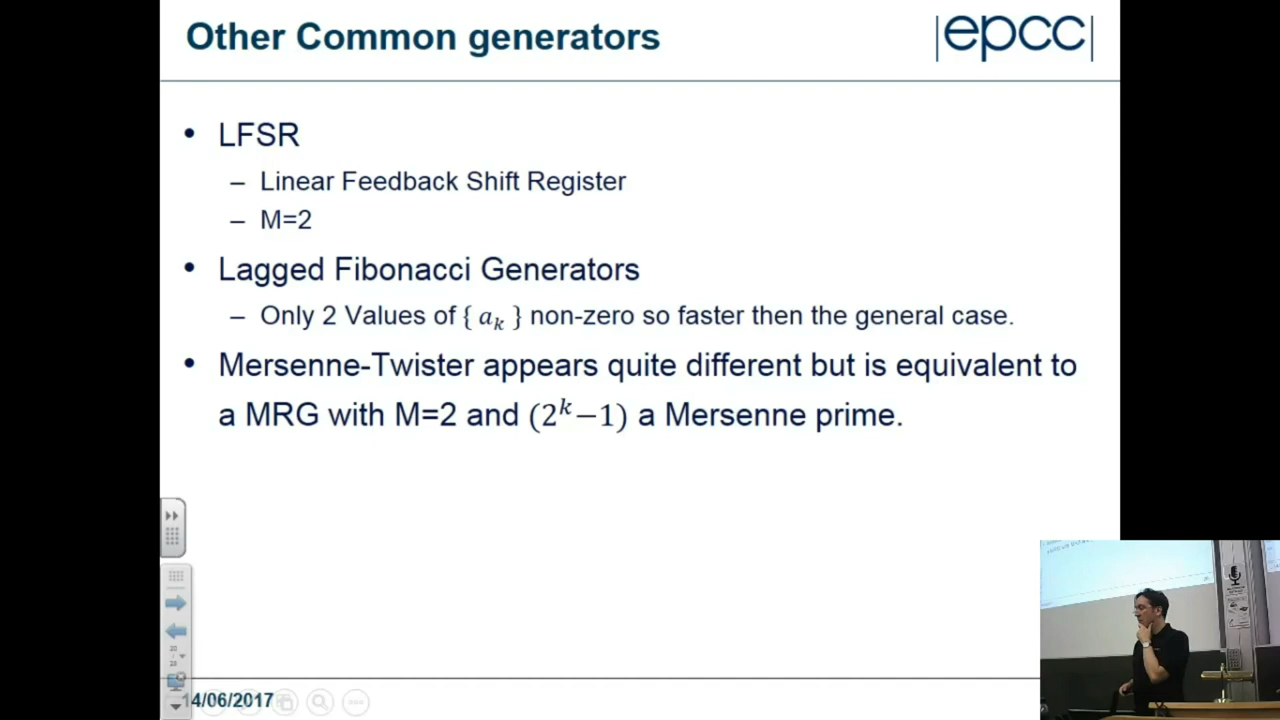 Other Common generators
|epcc|
• LFSR
– Linear Feedback Shift Register
– M=2
• Lagged Fibonacci Generators
– Only 2 Values of { aₖ } non-zero so faster then the general case.
• Mersenne-Twister appears quite different but is equivalent to
a MRG with M=2 and (2ᵏ−1) a Mersenne prime.
14/06/2017